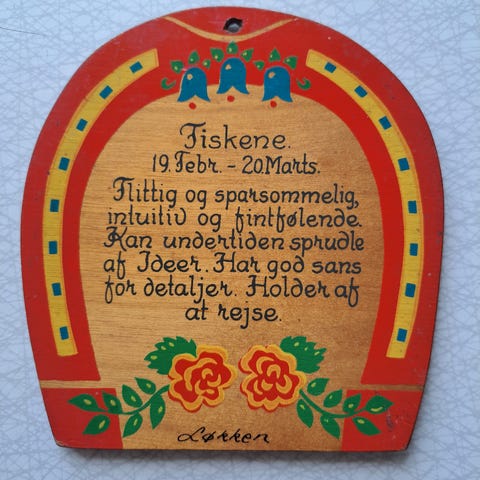 Fiskene.
19. Febr. - 20. Marts.
Flittig og sparsommelig,
intuitiv og fintfølende.
Kan undertiden sprudle
af Ideer. Har god sans
for detaljer. Holder af
at rejse.
Løkken